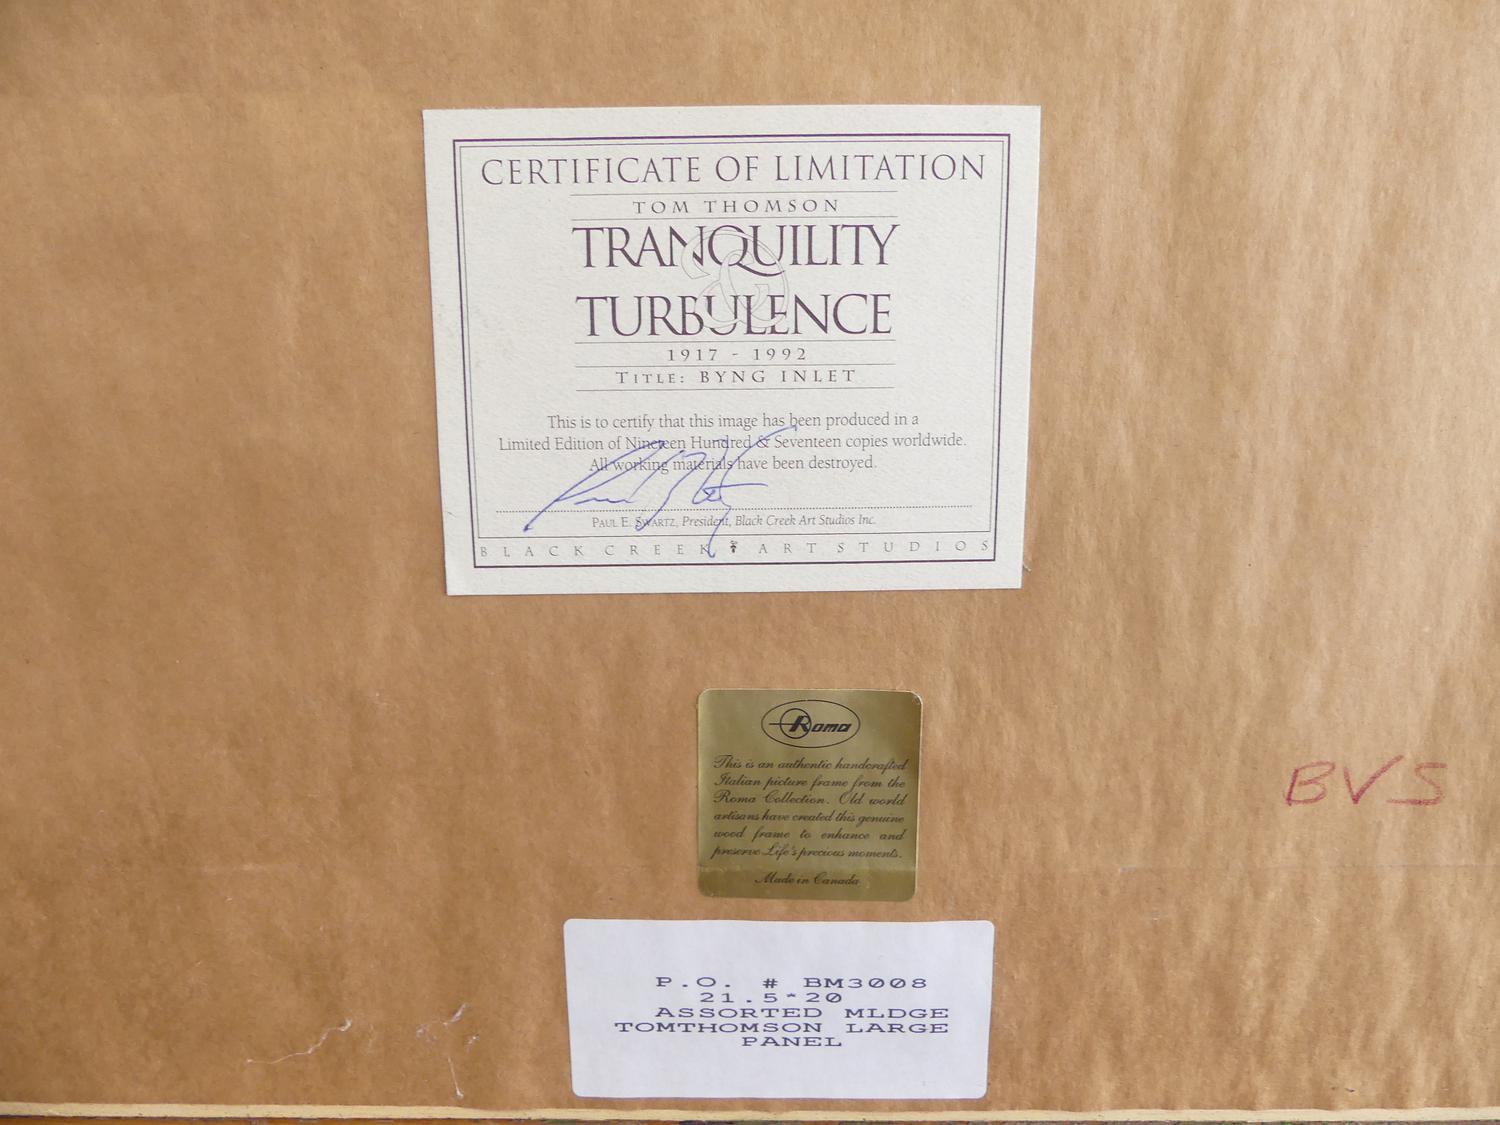 CERTIFICATE OF LIMITATION
TOM THOMSON
TRANQUILITY
&
TURBULENCE
1917 - 1992
TITLE: BYNG INLET
This is to certify that this image has been produced in a
Limited Edition of Nineteen Hundred & Seventeen copies worldwide.
All working materials have been destroyed.
PAUL E. SWARTZ, President, Black Creek Art Studios Inc.
BLACK CREEK ART STUDIOS
Roma
This is an authentic handcrafted
Italian picture frame from the
Roma Collection. Old world
artisans have created this genuine
wood frame to enhance and
preserve Life's precious moments.
Made in Canada
BVS
P.O. # BM3008
21.5*20
ASSORTED MLDGE
TOMTHOMSON LARGE
PANEL